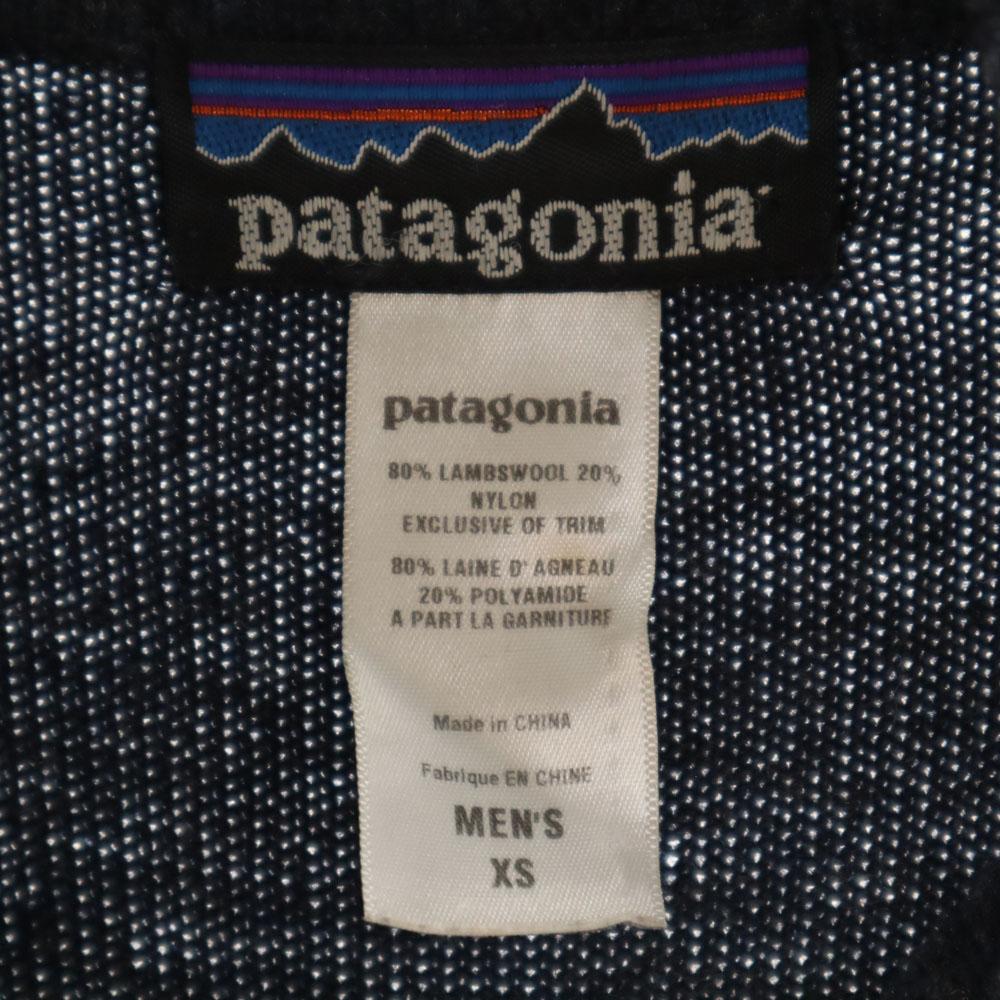 patagonia
patagonia
80% LAMBSWOOL 20%
NYLON
EXCLUSIVE OF TRIM
80% LAINE D' AGNEAU
20% POLYAMIDE
A PART LA GARNITURE
Made in CHINA
Fabrique EN CHINE
MEN'S
XS